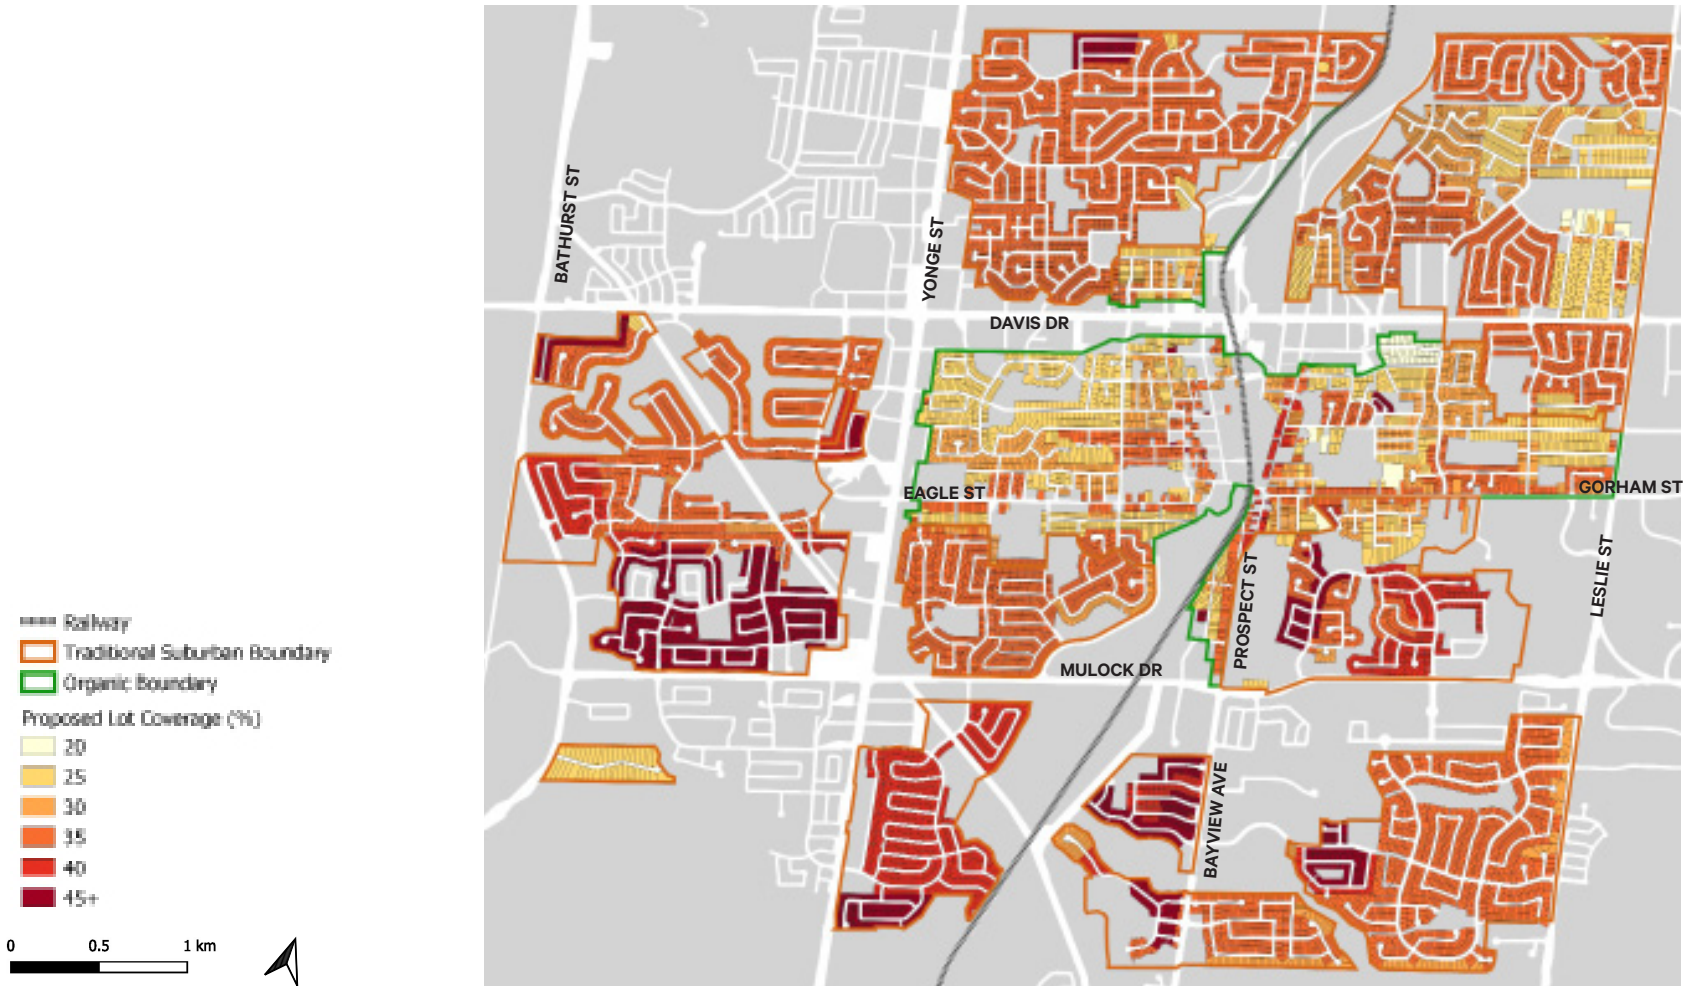 BATHURST ST
YONGE ST
DAVIS DR
EAGLE ST
GORHAM ST
LESLIE ST
PROSPECT ST
MULOCK DR
BAYVIEW AVE
Railway
Traditional Suburban Boundary
Organic Boundary
Proposed Lot Coverage (%)
20
25
30
35
40
45+
0 0.5 1 km